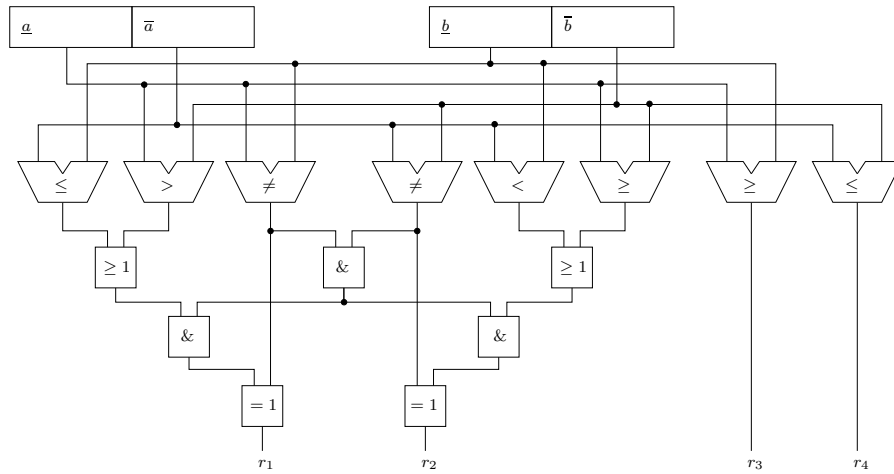 a̲ a̅ b̲ b̅
≤ > ≠ ≠ < ≥ ≥ ≤
≥ 1 & ≥ 1
& &
= 1 = 1
r₁ r₂ r₃ r₄